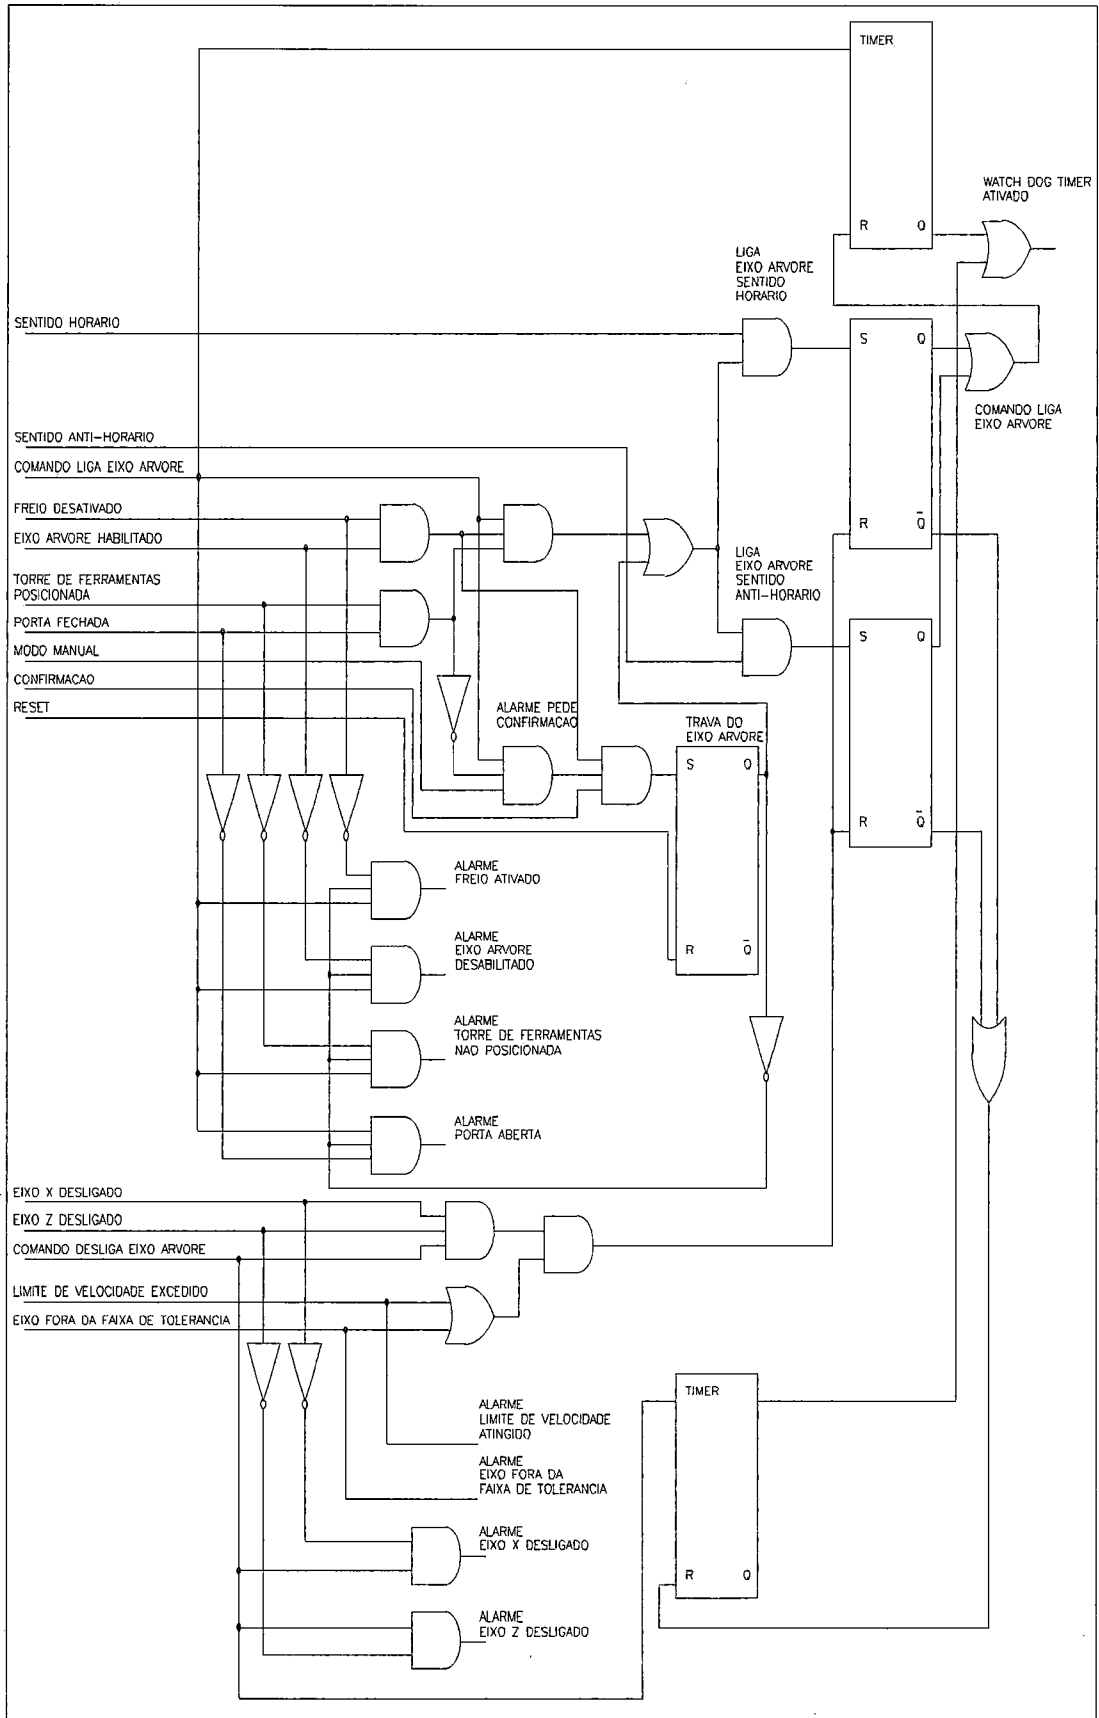 TIMER
WATCH DOG TIMER
ATIVADO
R
Q
LIGA
EIXO ARVORE
SENTIDO
HORARIO
SENTIDO HORARIO
S
Q
COMANDO LIGA
EIXO ARVORE
SENTIDO ANTI-HORARIO
COMANDO LIGA EIXO ARVORE
FREIO DESATIVADO
R
Q
EIXO ARVORE HABILITADO
LIGA
EIXO ARVORE
SENTIDO
ANTI-HORARIO
TORRE DE FERRAMENTAS
POSICIONADA
PORTA FECHADA
S
Q
MODO MANUAL
CONFIRMACAO
RESET
ALARME PEDE
CONFIRMACAO
TRAVA DO
EIXO ARVORE
S
Q
R
Q
ALARME
FREIO ATIVADO
ALARME
EIXO ARVORE
DESABILITADO
R
Q
ALARME
TORRE DE FERRAMENTAS
NAO POSICIONADA
ALARME
PORTA ABERTA
EIXO X DESLIGADO
EIXO Z DESLIGADO
COMANDO DESLIGA EIXO ARVORE
LIMITE DE VELOCIDADE EXCEDIDO
EIXO FORA DA FAIXA DE TOLERANCIA
TIMER
ALARME
LIMITE DE VELOCIDADE
ATINGIDO
ALARME
EIXO FORA DA
FAIXA DE TOLERANCIA
ALARME
EIXO X DESLIGADO
R
Q
ALARME
EIXO Z DESLIGADO